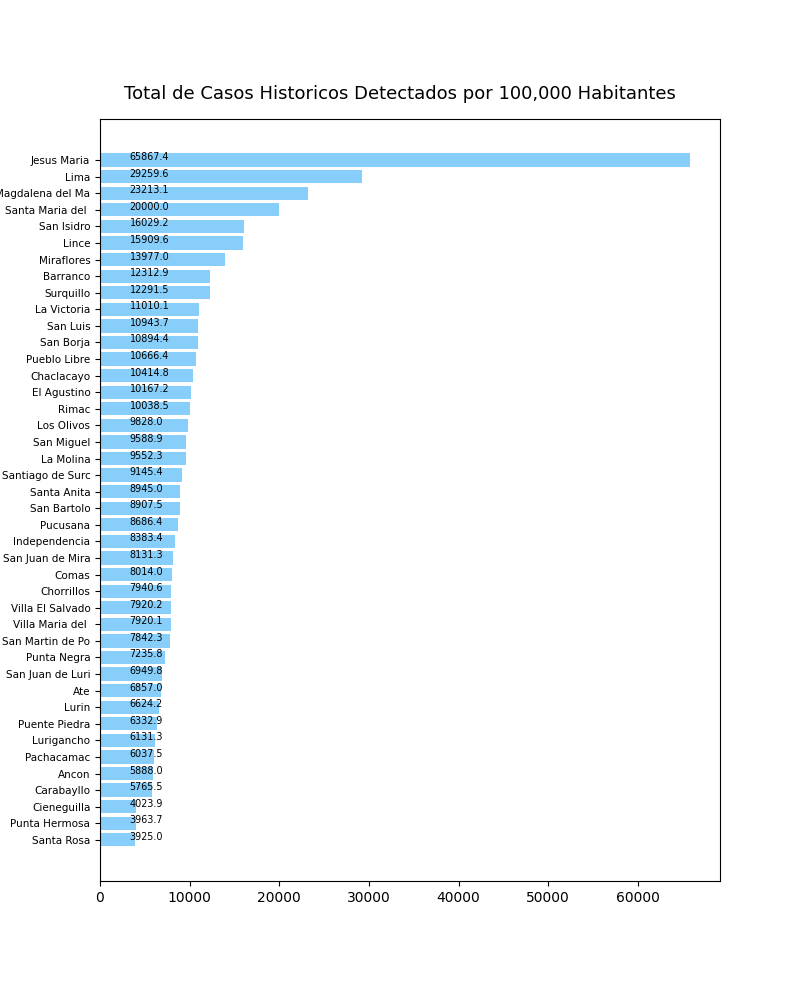 Total de Casos Historicos Detectados por 100,000 Habitantes
Jesus Maria 65867.4
Lima 29259.6
Magdalena del Ma 23213.1
Santa Maria del 20000.0
San Isidro 16029.2
Lince 15909.6
Miraflores 13977.0
Barranco 12312.9
Surquillo 12291.5
La Victoria 11010.1
San Luis 10943.7
San Borja 10894.4
Pueblo Libre 10666.4
Chaclacayo 10414.8
El Agustino 10167.2
Rimac 10038.5
Los Olivos 9828.0
San Miguel 9588.9
La Molina 9552.3
Santiago de Surc 9145.4
Santa Anita 8945.0
San Bartolo 8907.5
Pucusana 8686.4
Independencia 8383.4
San Juan de Mira 8131.3
Comas 8014.0
Chorrillos 7940.6
Villa El Salvado 7920.2
Villa Maria del 7920.1
San Martin de Po 7842.3
Punta Negra 7235.8
San Juan de Luri 6949.8
Ate 6857.0
Lurin 6624.2
Puente Piedra 6332.9
Lurigancho 6131.3
Pachacamac 6037.5
Ancon 5888.0
Carabayllo 5765.5
Cieneguilla 4023.9
Punta Hermosa 3963.7
Santa Rosa 3925.0
0 10000 20000 30000 40000 50000 60000